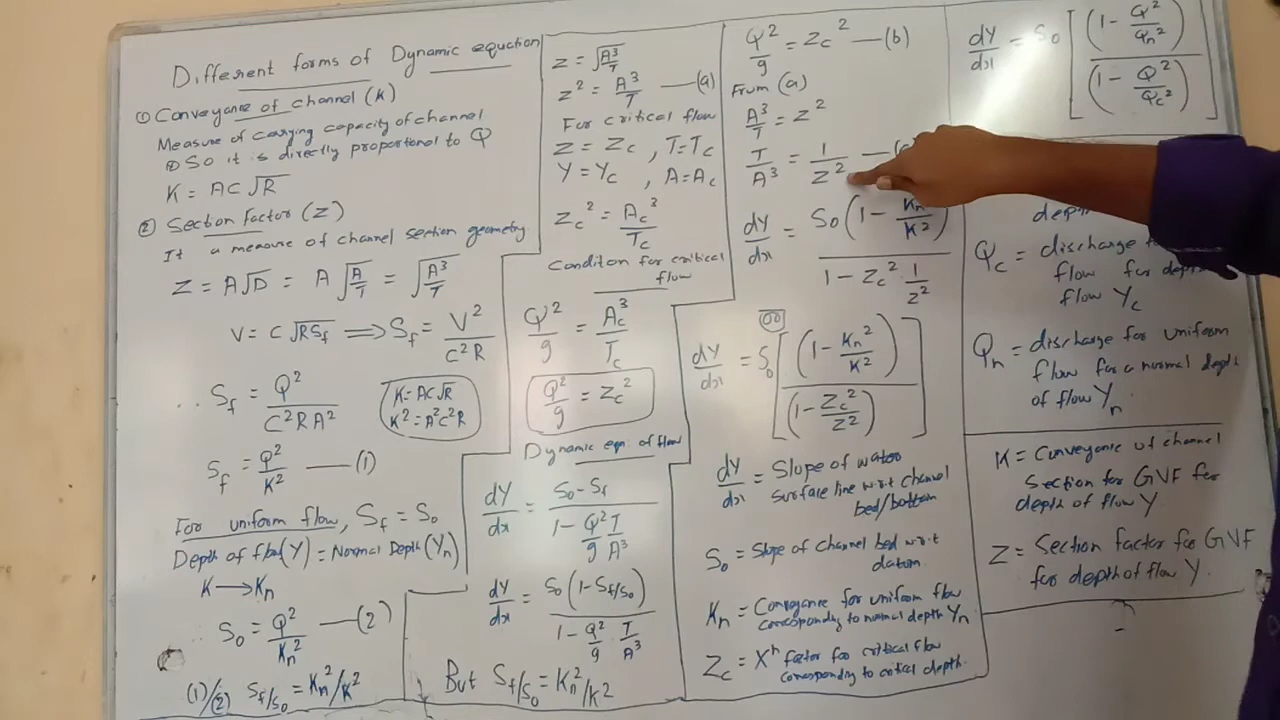 Different forms of Dynamic equation
① Conveyance of channel (K)
Measure of carrying capacity of channel
So it is directly proportional to Q
K = AC√R
② Section Factor (Z)
It a measure of channel section geometry
Z = A√D = A√(A/T) = √(A³/T)
V = C√(RSf) ⟹ Sf = V²/(C²R)
∴ Sf = Q²/(C²RA²)
K = AC√R
K² = A²C²R
Sf = Q²/K² —(1)
For uniform flow, Sf = So
Depth of flow (Y) = Normal Depth (Yn)
K → Kn
So = Q²/Kn² —(2)
(1)/(2) Sf/So = Kn²/K²
Z = √(A³/T)
Z² = A³/T —(a)
For critical flow
Z = Zc , T = Tc
Y = Yc , A = Ac
Zc² = Ac³/Tc
Conditon for critical
flow
Q²/g = Ac³/Tc
Q²/g = Zc²
Dynamic eqn of flow
dY/dx = (So - Sf)/(1 - Q²/g T/A³)
dY/dx = So(1 - Sf/So)/(1 - Q²/g . T/A³)
But Sf/So = Kn²/K²
Q²/g = Zc² —(b)
From (a)
A³/T = Z²
T/A³ = 1/Z²
dY/dx = So(1 - Kn²/K²)/(1 - Zc² . 1/Z²)
(or)
dY/dx = So [(1 - Kn²/K²)/(1 - Zc²/Z²)]
dY/dx = Slope of water
surface line w.r.t channel
bed/bottom
So = Slope of channel bed w.r.t
datum
Kn = Conveyance for uniform flow
corresponding to normal depth Yn
Zc = Xⁿ factor for critical flow
corresponding to critical depth.
dY/dx = So [(1 - Q²/Qn²)/(1 - Q²/Qc²)]
depth
Qc = discharge
flow for depth
flow Yc
Qn = discharge for uniform
flow for a normal depth
of flow Yn
K = Conveyance of channel
section for GVF for
depth of flow Y
Z = Section factor for GVF
for depth of flow Y.